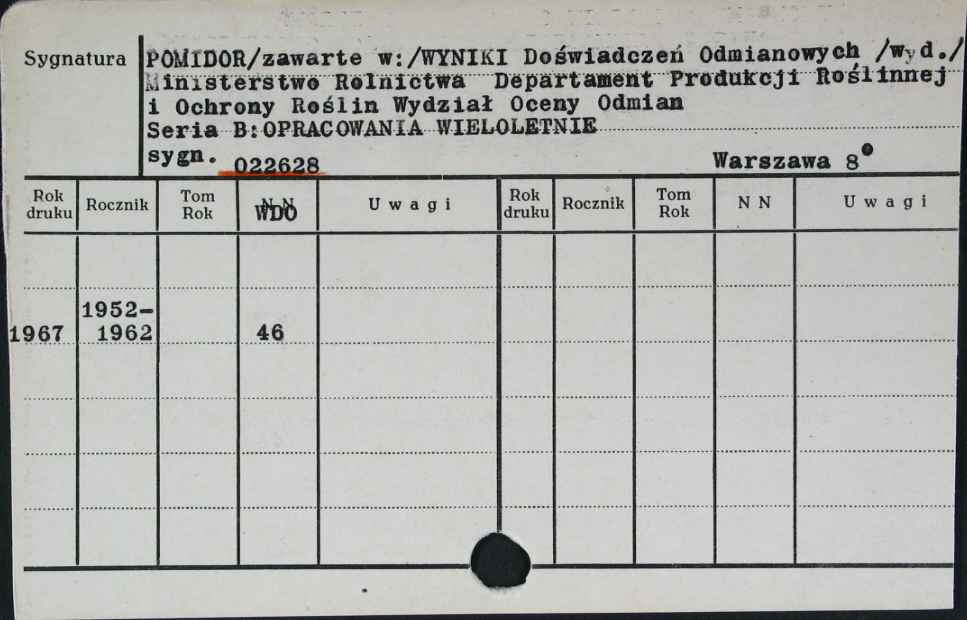 Sygnatura POMIDOR/zawarte w:/WYNIKI Doświadczeń Odmianowych /wyd./
Ministerstwo Rolnictwa Departament Produkcji Roślinnej
i Ochrony Roślin Wydział Oceny Odmian
Seria B:OPRACOWANIA WIELOLETNIE
sygn. 022628 Warszawa 8°
Rok druku Rocznik Tom Rok WDO Uwagi Rok druku Rocznik Tom Rok NN Uwagi
1952-
1967 1962 46